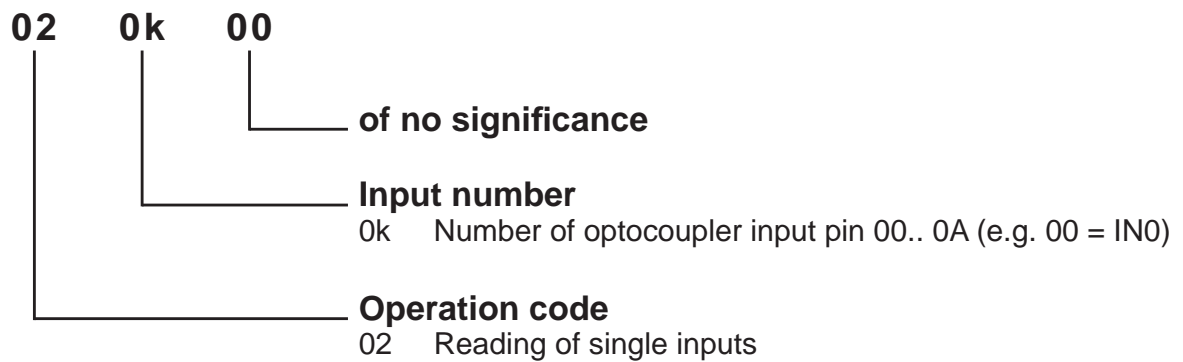 02 0k 00
of no significance
Input number
0k Number of optocoupler input pin 00.. 0A (e.g. 00 = IN0)
Operation code
02 Reading of single inputs